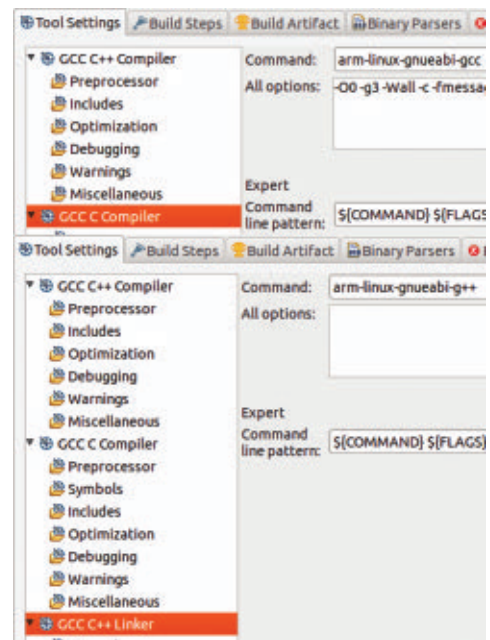 Tool Settings Build Steps Build Artifact Binary Parsers
GCC C++ Compiler Command: arm-linux-gnueabi-gcc
Preprocessor All options: -O0 -g3 -Wall -c -fmessa
Includes
Optimization
Debugging
Warnings Expert
Miscellaneous Command
GCC C Compiler line pattern: ${COMMAND} ${FLAGS
Tool Settings Build Steps Build Artifact Binary Parsers
GCC C++ Compiler Command: arm-linux-gnueabi-g++
Preprocessor All options:
Includes
Optimization
Debugging
Warnings
Miscellaneous Expert
GCC C Compiler Command
Preprocessor line pattern: ${COMMAND} ${FLAGS}
Symbols
Includes
Optimization
Debugging
Warnings
Miscellaneous
GCC C++ Linker